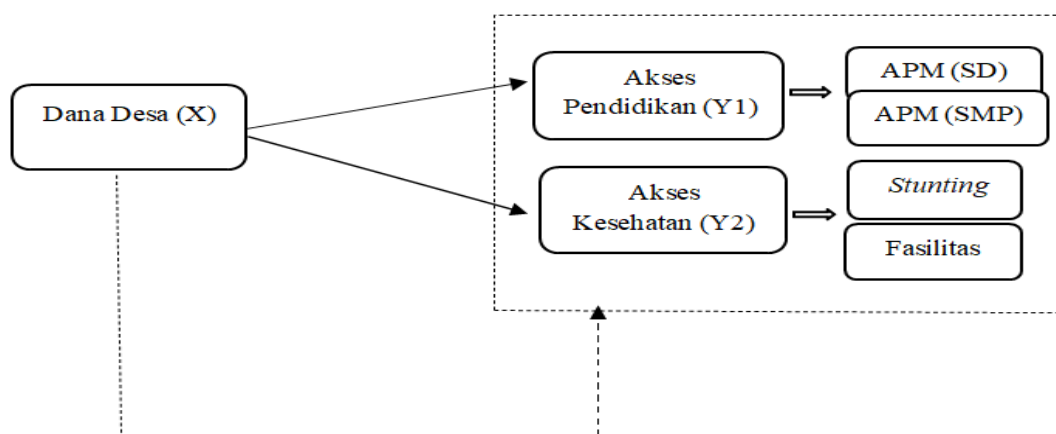 Dana Desa (X)
Akses
Pendidikan (Y1)
APM (SD)
APM (SMP)
Akses
Kesehatan (Y2)
Stunting
Fasilitas